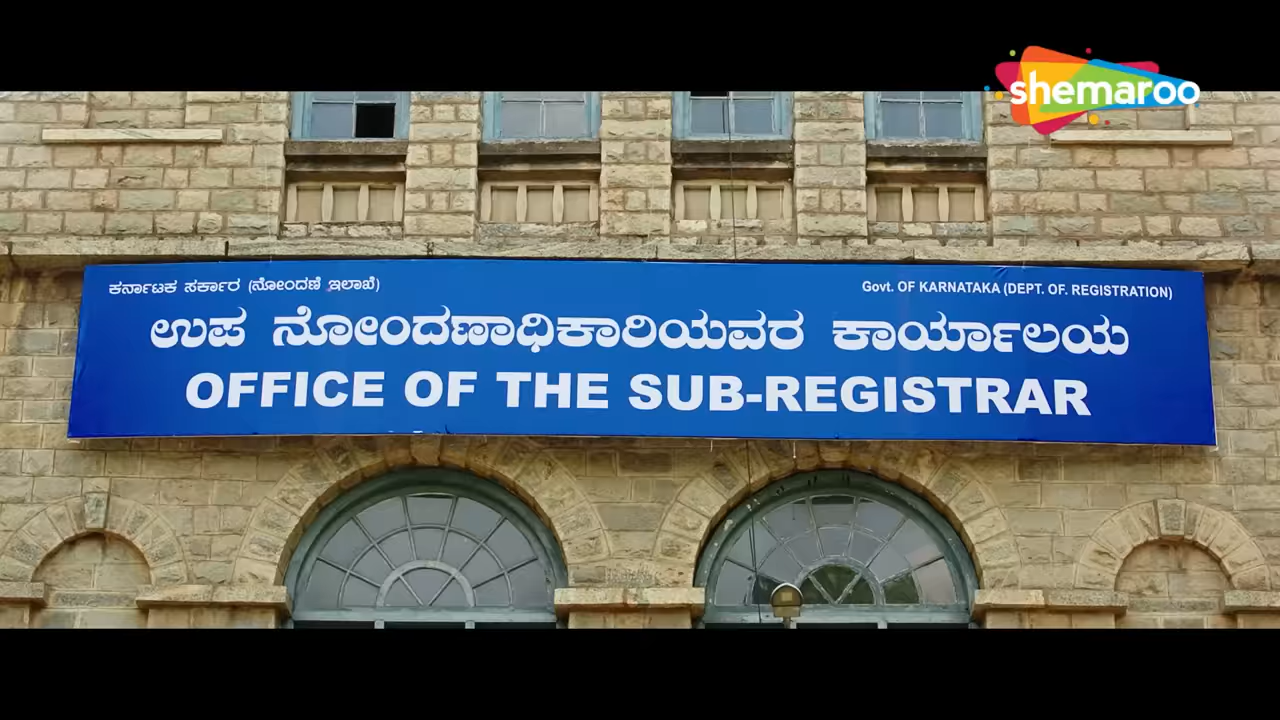 shemaroo
ಕರ್ನಾಟಕ ಸರ್ಕಾರ (ನೋಂದಣಿ ಇಲಾಖೆ)
Govt. OF KARNATAKA (DEPT. OF. REGISTRATION)
ಉಪ ನೋಂದಣಾಧಿಕಾರಿಯವರ ಕಾರ್ಯಾಲಯ
OFFICE OF THE SUB-REGISTRAR